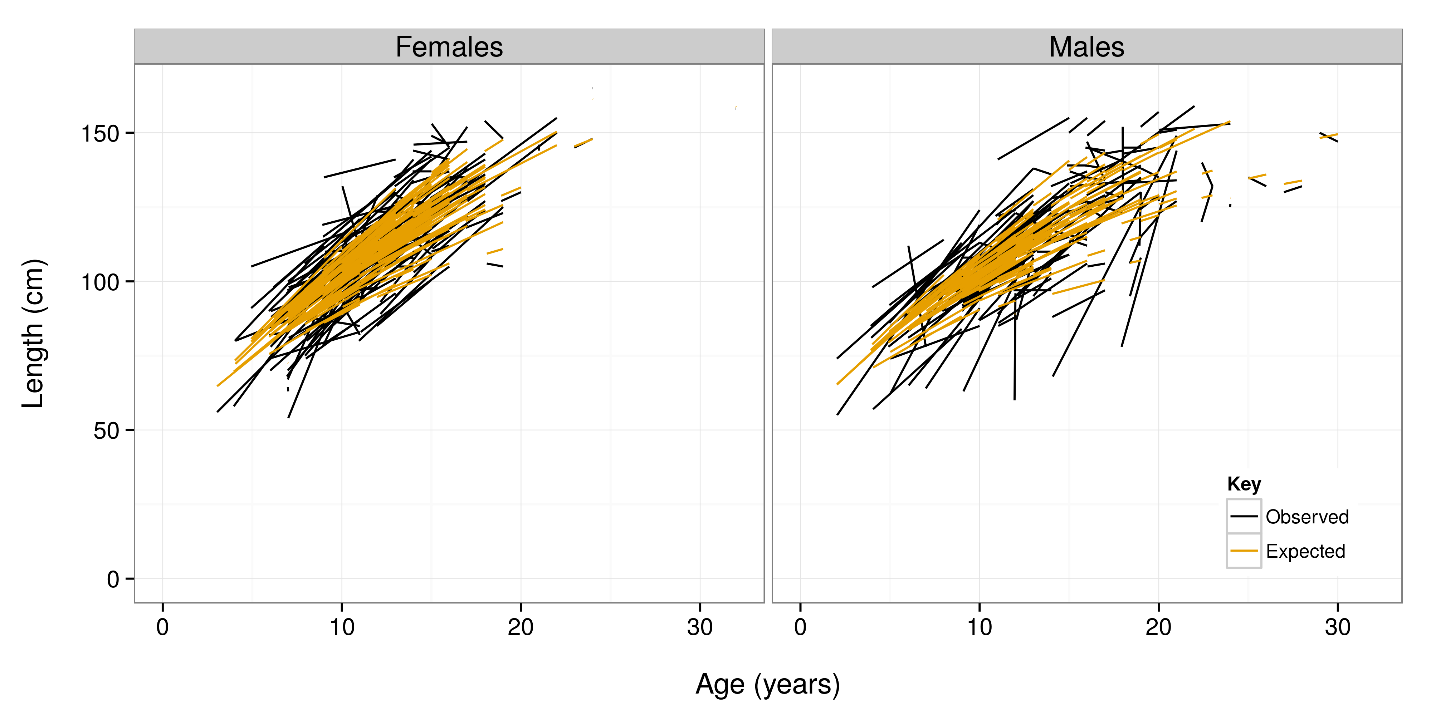 Females
Males
Length (cm)
150
100
50
0
Key
Observed
Expected
0 10 20 30
0 10 20 30
Age (years)